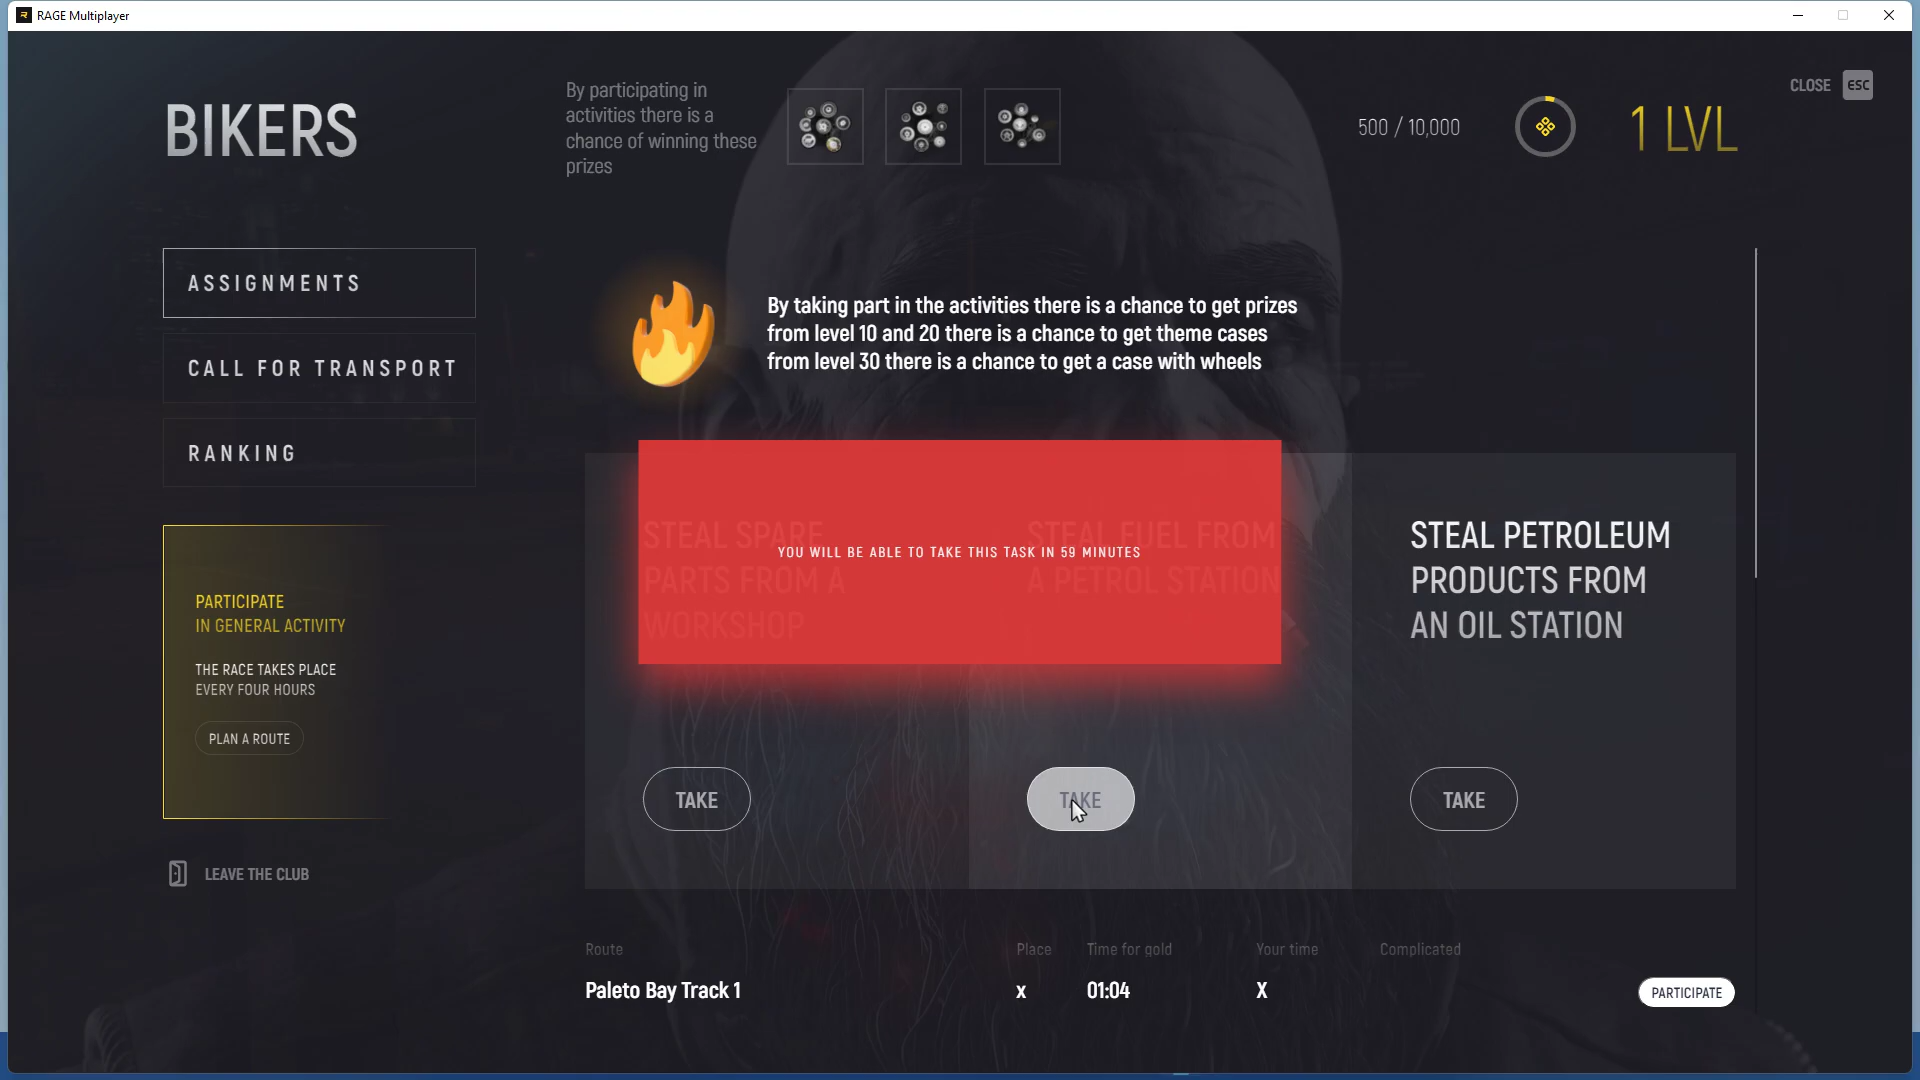 RAGE Multiplayer
CLOSE ESC
BIKERS
By participating in
activities there is a
chance of winning these
prizes
500 / 10,000
1 LVL
ASSIGNMENTS
CALL FOR TRANSPORT
RANKING
By taking part in the activities there is a chance to get prizes
from level 10 and 20 there is a chance to get theme cases
from level 30 there is a chance to get a case with wheels
YOU WILL BE ABLE TO TAKE THIS TASK IN 59 MINUTES
STEAL SPARE
PARTS FROM A
WORKSHOP
TAKE
STEAL FUEL FROM
A PETROL STATION
TAKE
STEAL PETROLEUM
PRODUCTS FROM
AN OIL STATION
TAKE
PARTICIPATE
IN GENERAL ACTIVITY
THE RACE TAKES PLACE
EVERY FOUR HOURS
PLAN A ROUTE
LEAVE THE CLUB
Route Place Time for gold Your time Complicated
Paleto Bay Track 1 x 01:04 X
PARTICIPATE